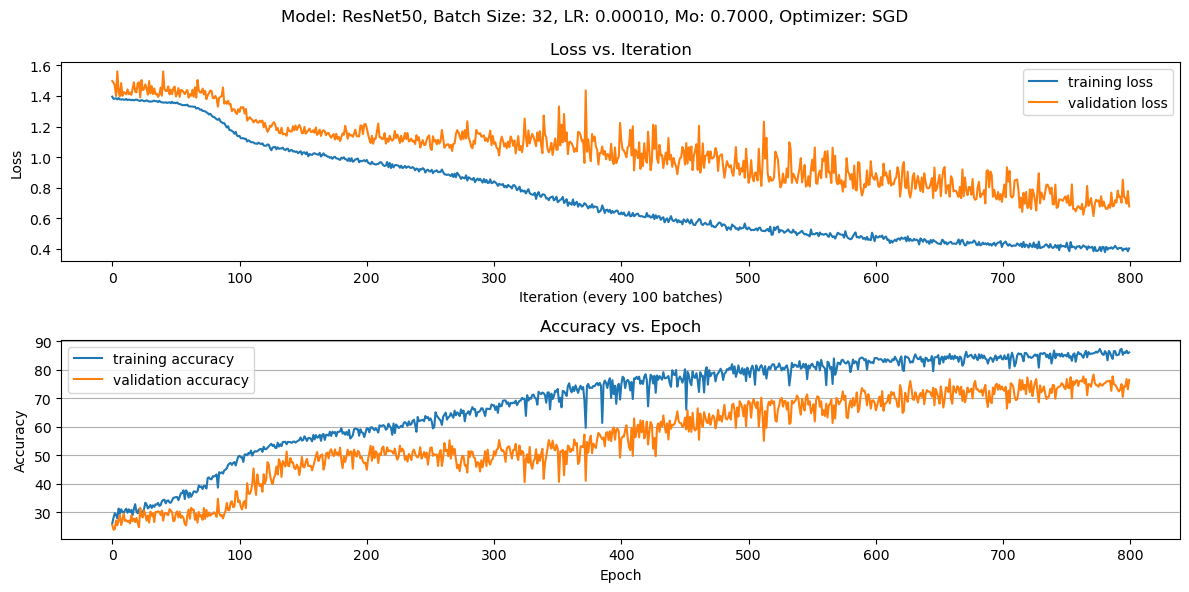 Model: ResNet50, Batch Size: 32, LR: 0.00010, Mo: 0.7000, Optimizer: SGD
Loss vs. Iteration
1.6
1.4
1.2
1.0
0.8
0.6
0.4
Loss
training loss
validation loss
0 100 200 300 400 500 600 700 800
Iteration (every 100 batches)
Accuracy vs. Epoch
90
80
70
60
50
40
30
Accuracy
training accuracy
validation accuracy
0 100 200 300 400 500 600 700 800
Epoch